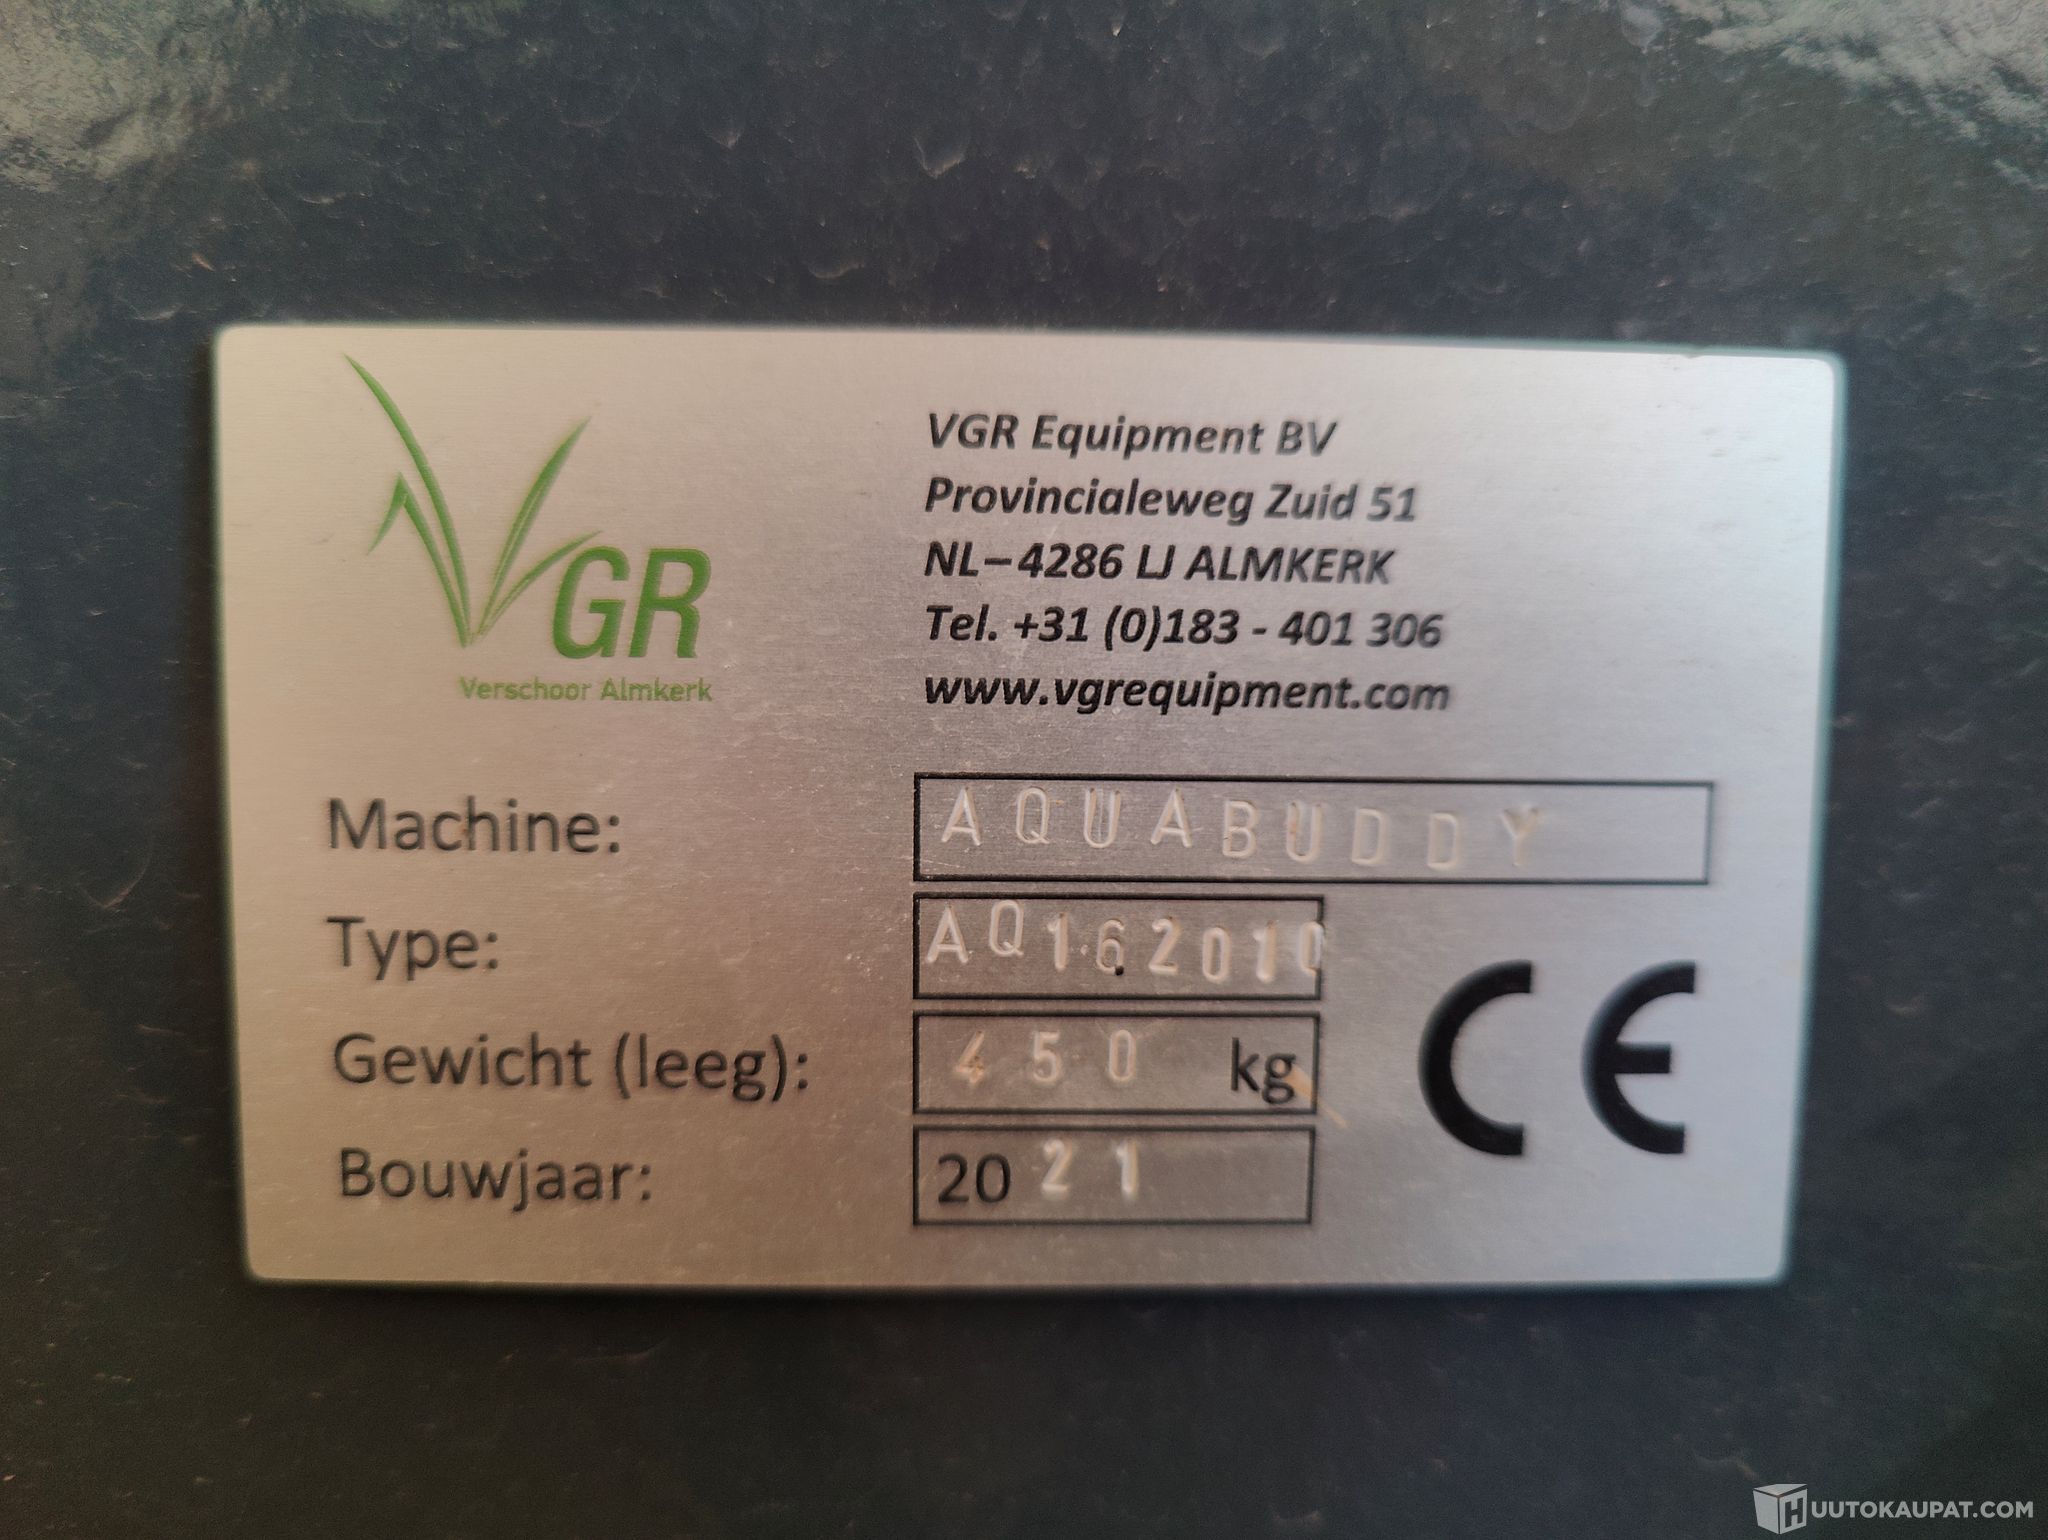 VGR
Verschoor Almkerk
VGR Equipment BV
Provincialeweg Zuid 51
NL–4286 LJ ALMKERK
Tel. +31 (0)183 - 401 306
www.vgrequipment.com
Machine: AQUABUDDY
Type: AQ16.2010
Gewicht (leeg): 450 kg
Bouwjaar: 2021
CE
HUUTOKAUPAT.COM